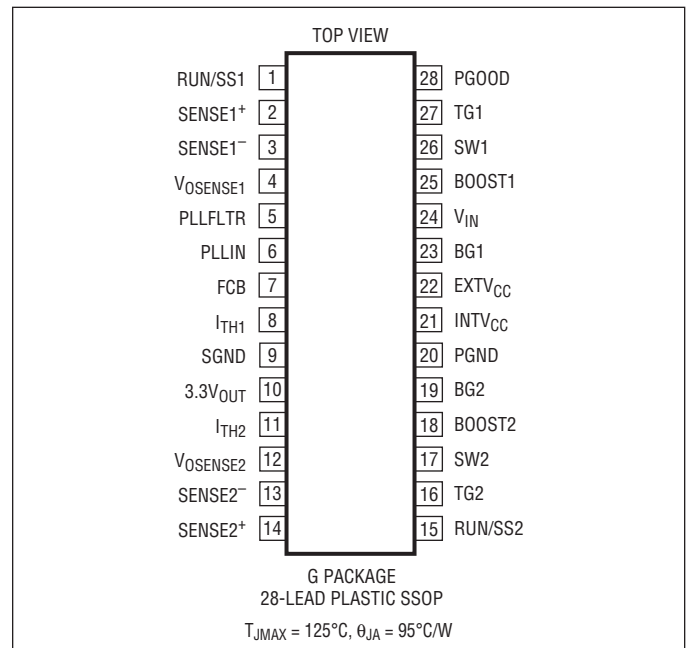 TOP VIEW
RUN/SS1 1
SENSE1+ 2
SENSE1– 3
VOSENSE1 4
PLLFLTR 5
PLLIN 6
FCB 7
ITH1 8
SGND 9
3.3VOUT 10
ITH2 11
VOSENSE2 12
SENSE2– 13
SENSE2+ 14
28 PGOOD
27 TG1
26 SW1
25 BOOST1
24 VIN
23 BG1
22 EXTVCC
21 INTVCC
20 PGND
19 BG2
18 BOOST2
17 SW2
16 TG2
15 RUN/SS2
G PACKAGE
28-LEAD PLASTIC SSOP
TJMAX = 125°C, θJA = 95°C/W